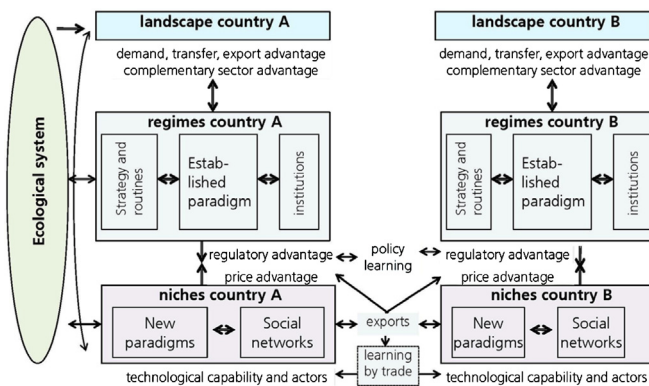 landscape country A
landscape country B
demand, transfer, export advantage
complementary sector advantage
demand, transfer, export advantage
complementary sector advantage
Ecological system
regimes country A
Strategy and
routines
Estab-
lished
paradigm
institutions
regimes country B
Strategy and
routines
Estab-
lished
paradigm
institutions
regulatory advantage
price advantage
policy
learning
regulatory advantage
price advantage
niches country A
New
paradigms
Social
networks
exports
learning
by trade
niches country B
New
paradigms
Social
networks
technological capability and actors
technological capability and actors